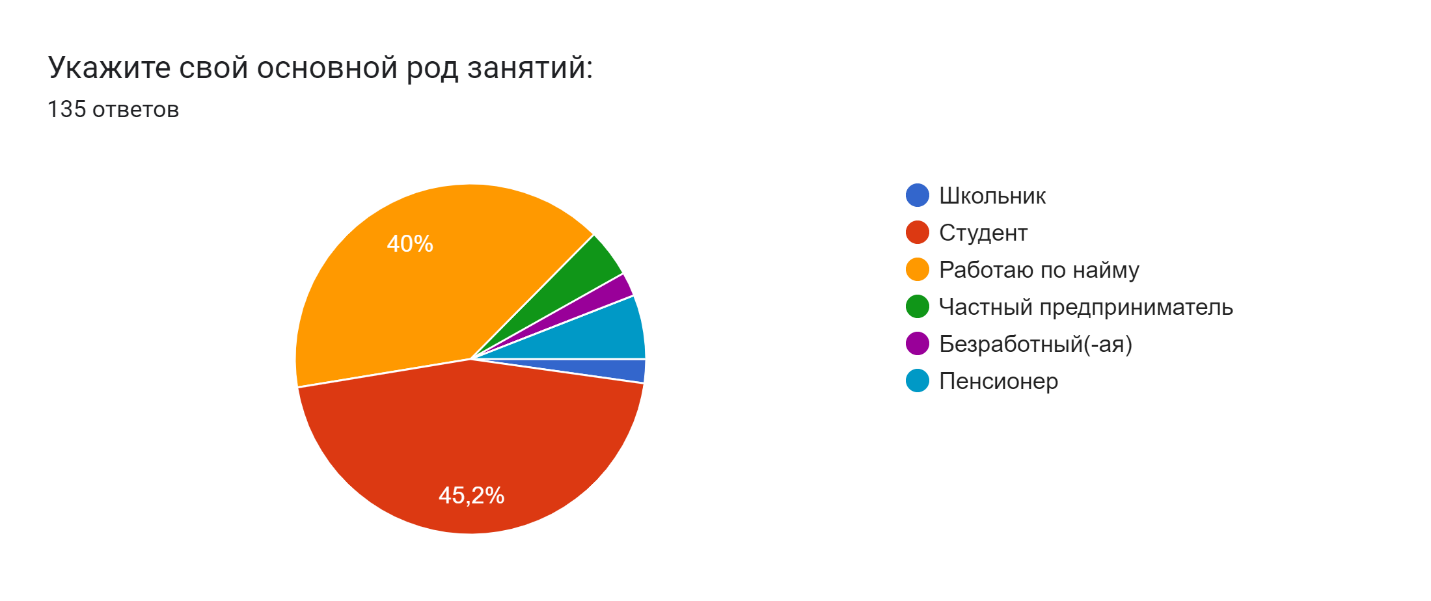 Укажите свой основной род занятий:
135 ответов
40%
45,2%
Школьник
Студент
Работаю по найму
Частный предприниматель
Безработный(-ая)
Пенсионер